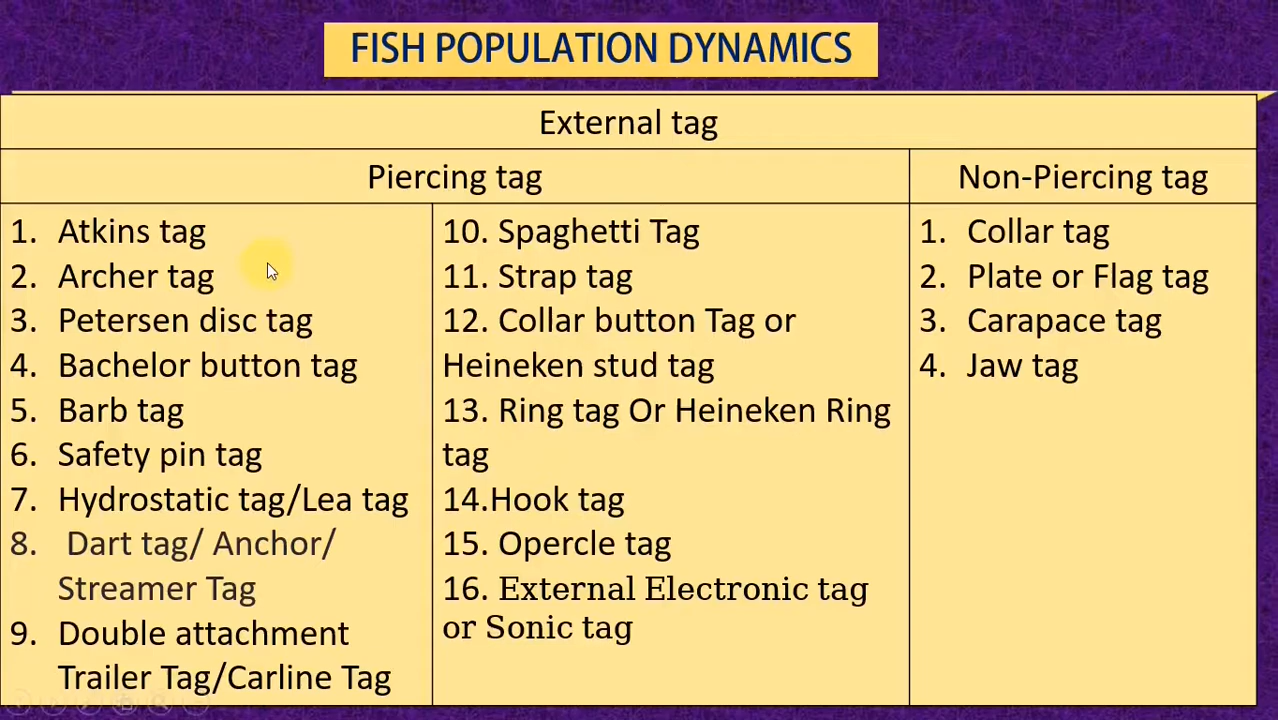 FISH POPULATION DYNAMICS
External tag
Piercing tag
Non-Piercing tag
1. Atkins tag
2. Archer tag
3. Petersen disc tag
4. Bachelor button tag
5. Barb tag
6. Safety pin tag
7. Hydrostatic tag/Lea tag
8. Dart tag/ Anchor/
Streamer Tag
9. Double attachment
Trailer Tag/Carline Tag
10. Spaghetti Tag
11. Strap tag
12. Collar button Tag or
Heineken stud tag
13. Ring tag Or Heineken Ring
tag
14.Hook tag
15. Opercle tag
16. External Electronic tag
or Sonic tag
1. Collar tag
2. Plate or Flag tag
3. Carapace tag
4. Jaw tag